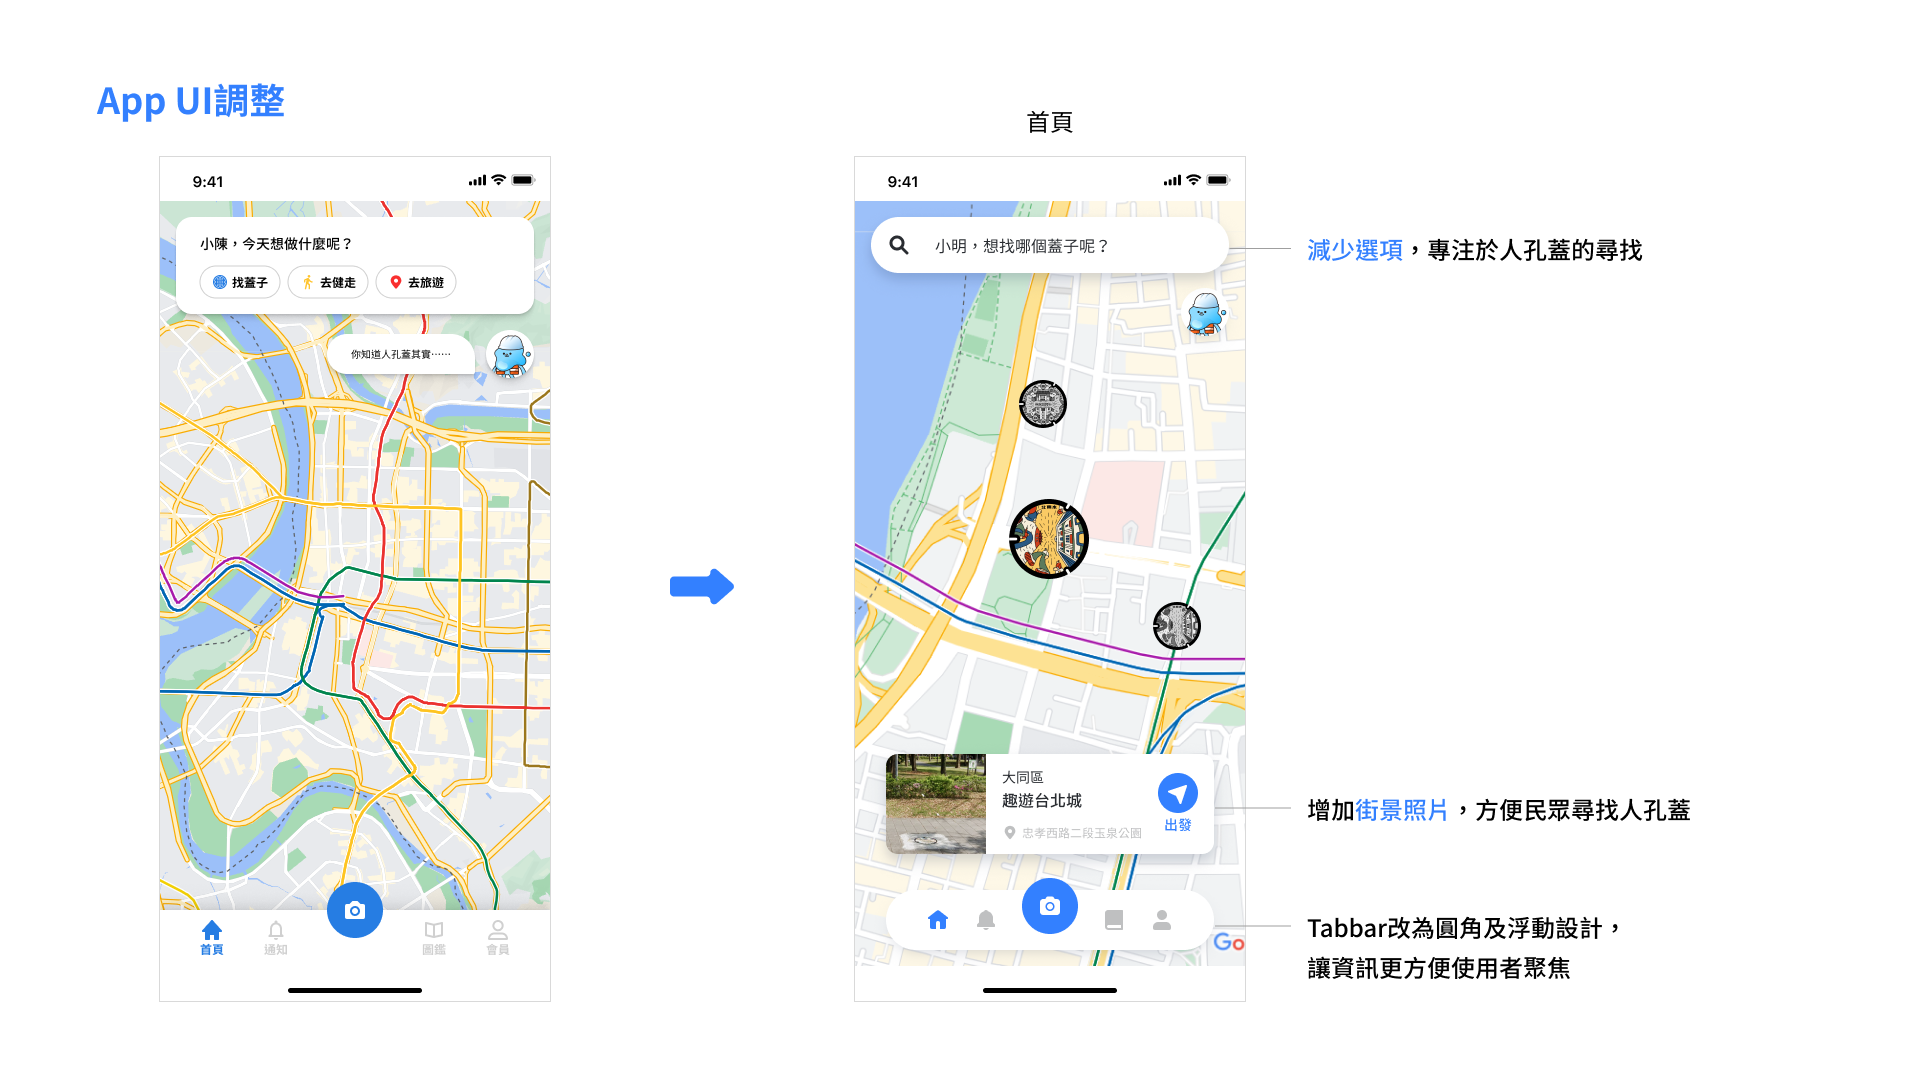 App UI調整
9:41
小陳，今天想做什麼呢？
找蓋子
去健走
去旅遊
你知道人孔蓋其實⋯⋯
首頁
通知
圖鑑
會員
首頁
9:41
小明，想找哪個蓋子呢？
大同區
趣遊台北城
忠孝西路二段玉泉公園
出發
Go
減少選項，專注於人孔蓋的尋找
增加街景照片，方便民眾尋找人孔蓋
Tabbar改為圓角及浮動設計，
讓資訊更方便使用者聚焦